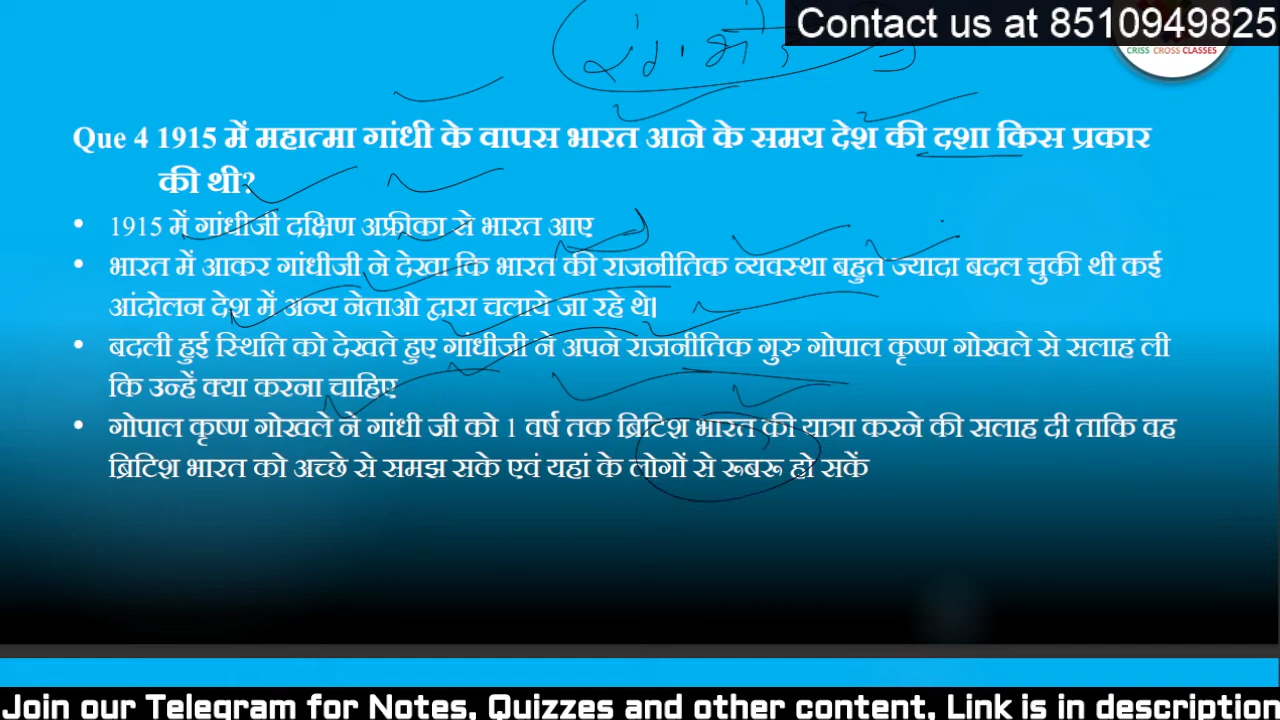 Contact us at 8510949825
CRISS CROSS CLASSES
Que 4 1915 में महात्मा गांधी के वापस भारत आने के समय देश की दशा किस प्रकार
की थी?
• 1915 में गांधीजी दक्षिण अफ्रीका से भारत आए
• भारत में आकर गांधीजी ने देखा कि भारत की राजनीतिक व्यवस्था बहुत ज्यादा बदल चुकी थी कई
आंदोलन देश में अन्य नेताओ द्वारा चलाये जा रहे थे|
• बदली हुई स्थिति को देखते हुए गांधीजी ने अपने राजनीतिक गुरु गोपाल कृष्ण गोखले से सलाह ली
कि उन्हें क्या करना चाहिए
• गोपाल कृष्ण गोखले ने गांधी जी को 1 वर्ष तक ब्रिटिश भारत की यात्रा करने की सलाह दी ताकि वह
ब्रिटिश भारत को अच्छे से समझ सके एवं यहां के लोगों से रूबरू हो सकें
Join our Telegram for Notes, Quizzes and other content, Link is in description